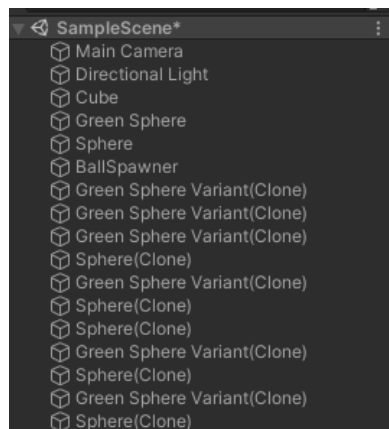 SampleScene*
Main Camera
Directional Light
Cube
Green Sphere
Sphere
BallSpawner
Green Sphere Variant(Clone)
Green Sphere Variant(Clone)
Green Sphere Variant(Clone)
Sphere(Clone)
Green Sphere Variant(Clone)
Sphere(Clone)
Sphere(Clone)
Green Sphere Variant(Clone)
Sphere(Clone)
Green Sphere Variant(Clone)
Sphere(Clone)